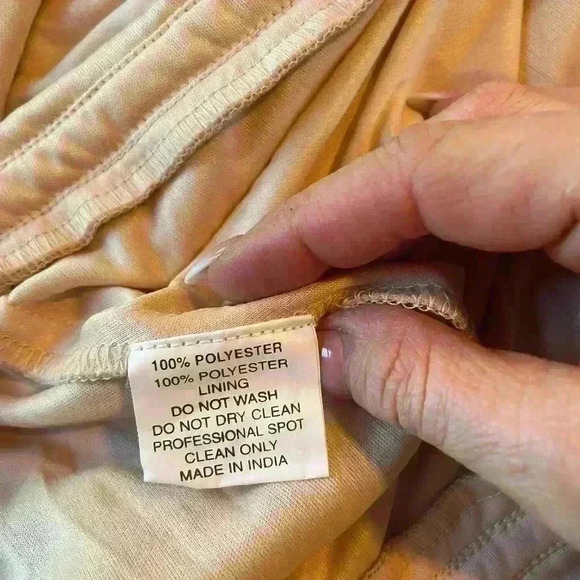 100% POLYESTER
100% POLYESTER
LINING
DO NOT WASH
DO NOT DRY CLEAN
PROFESSIONAL SPOT
CLEAN ONLY
MADE IN INDIA